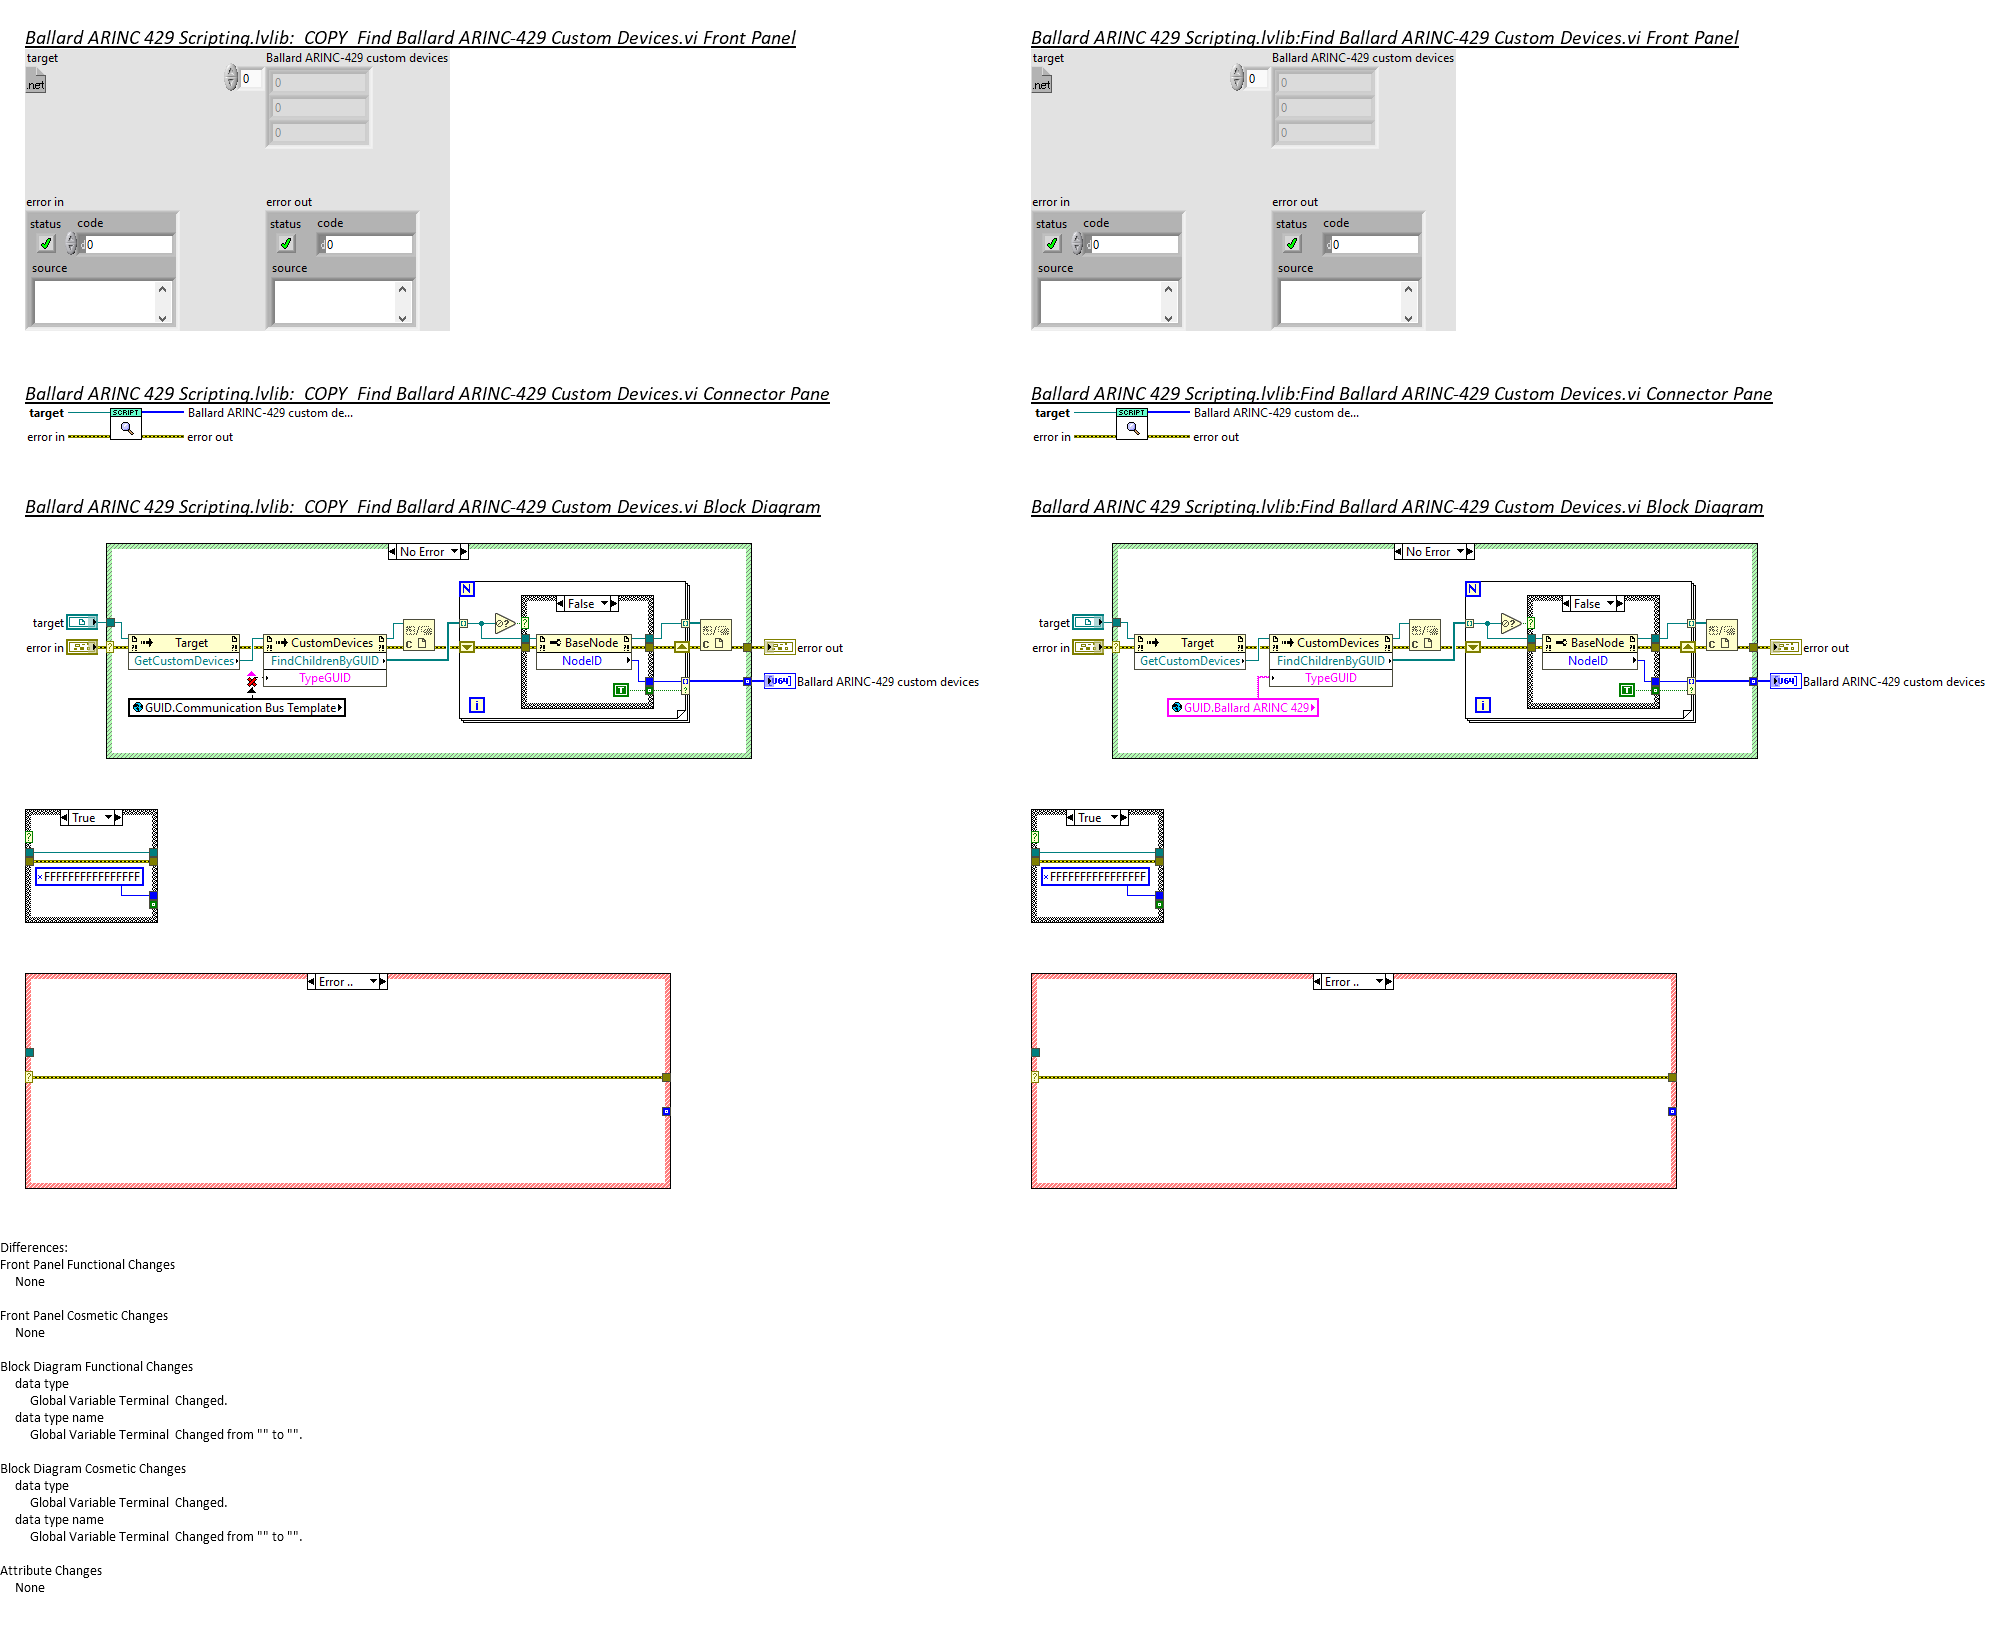 Ballard ARINC 429 Scripting.lvlib:  COPY  Find Ballard ARINC-429 Custom Devices.vi Front Panel
target
.net
0
Ballard ARINC-429 custom devices
0
0
0
error in
status
code
d 0
source
error out
status
code
d 0
source
Ballard ARINC 429 Scripting.lvlib:  COPY  Find Ballard ARINC-429 Custom Devices.vi Connector Pane
target
SCRIPT
Ballard ARINC-429 custom de...
error in
error out
Ballard ARINC 429 Scripting.lvlib:  COPY  Find Ballard ARINC-429 Custom Devices.vi Block Diagram
No Error
N
False
target
error in
Target
GetCustomDevices
CustomDevices
FindChildrenByGUID
TypeGUID
GUID.Communication Bus Template
BaseNode
NodeID
T
i
error out
U64
Ballard ARINC-429 custom devices
True
×FFFFFFFFFFFFFFFF
Error ..
Ballard ARINC 429 Scripting.lvlib:Find Ballard ARINC-429 Custom Devices.vi Front Panel
target
.net
0
Ballard ARINC-429 custom devices
0
0
0
error in
status
code
d 0
source
error out
status
code
d 0
source
Ballard ARINC 429 Scripting.lvlib:Find Ballard ARINC-429 Custom Devices.vi Connector Pane
target
SCRIPT
Ballard ARINC-429 custom de...
error in
error out
Ballard ARINC 429 Scripting.lvlib:Find Ballard ARINC-429 Custom Devices.vi Block Diagram
No Error
N
False
target
error in
Target
GetCustomDevices
CustomDevices
FindChildrenByGUID
TypeGUID
GUID.Ballard ARINC 429
BaseNode
NodeID
T
i
error out
U64
Ballard ARINC-429 custom devices
True
×FFFFFFFFFFFFFFFF
Error ..
Differences:
Front Panel Functional Changes
None
Front Panel Cosmetic Changes
None
Block Diagram Functional Changes
data type
Global Variable Terminal  Changed.
data type name
Global Variable Terminal  Changed from "" to "".
Block Diagram Cosmetic Changes
data type
Global Variable Terminal  Changed.
data type name
Global Variable Terminal  Changed from "" to "".
Attribute Changes
None